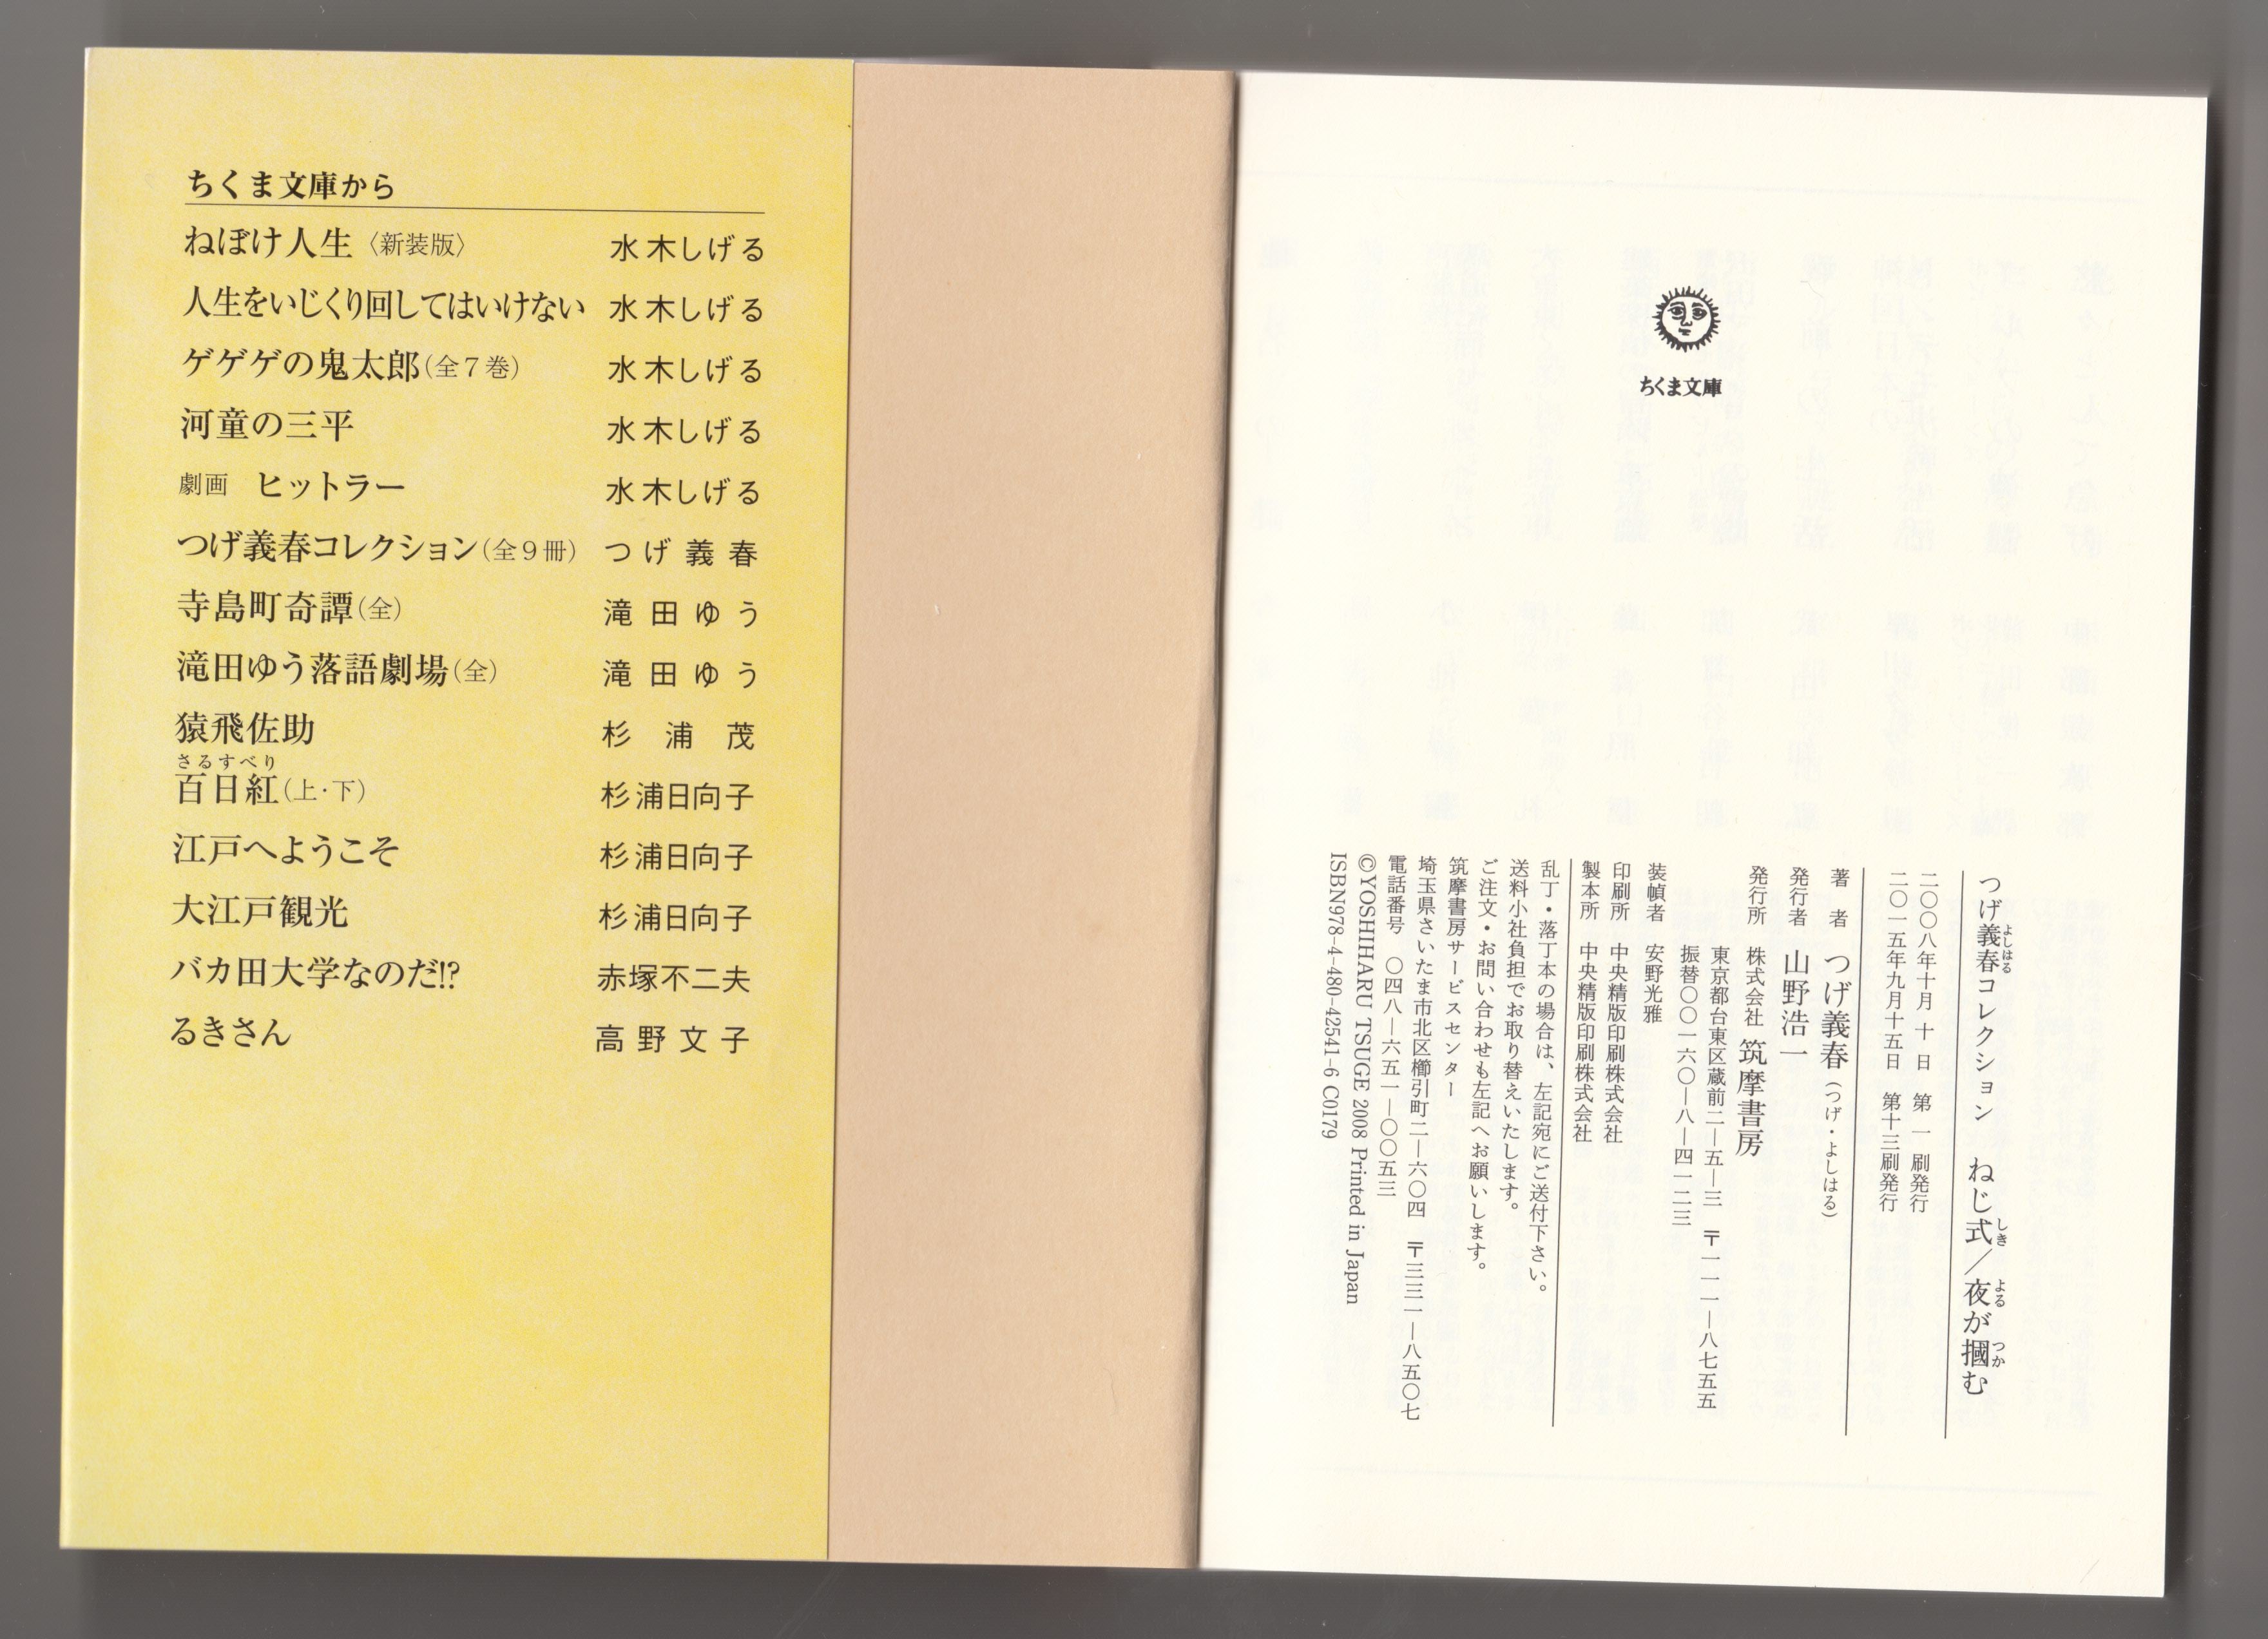 ちくま文庫から
ねぼけ人生〈新装版〉 水木しげる
人生をいじくり回してはいけない 水木しげる
ゲゲゲの鬼太郎(全7巻) 水木しげる
河童の三平 水木しげる
劇画 ヒットラー 水木しげる
つげ義春コレクション(全9冊) つげ義春
寺島町奇譚(全) 滝田ゆう
滝田ゆう落語劇場(全) 滝田ゆう
猿飛佐助 杉浦茂
さるすべり
百日紅(上・下) 杉浦日向子
江戸へようこそ 杉浦日向子
大江戸観光 杉浦日向子
バカ田大学なのだ!? 赤塚不二夫
るきさん 高野文子
ちくま文庫
つげ義春コレクション ねじ式/夜が摑む
よしはる しき よる つか
二〇〇八年十月十日 第一刷発行
二〇一五年九月十五日 第十三刷発行
著者 つげ義春(つげ・よしはる)
発行者 山野浩一
発行所 株式会社 筑摩書房
東京都台東区蔵前二―五―三 〒一一一―八七五五
振替〇〇一六〇―八―四一二三
装幀者 安野光雅
印刷所 中央精版印刷株式会社
製本所 中央精版印刷株式会社
乱丁・落丁本の場合は、左記宛にご送付下さい。
送料小社負担でお取り替えいたします。
ご注文・お問い合わせも左記へお願いします。
筑摩書房サービスセンター
埼玉県さいたま市北区櫛引町二―六〇四 〒三三一―八五〇七
電話番号 〇四八―六五一―〇〇五三
©YOSHIHARU TSUGE 2008 Printed in Japan
ISBN978-4-480-42541-6 C0179